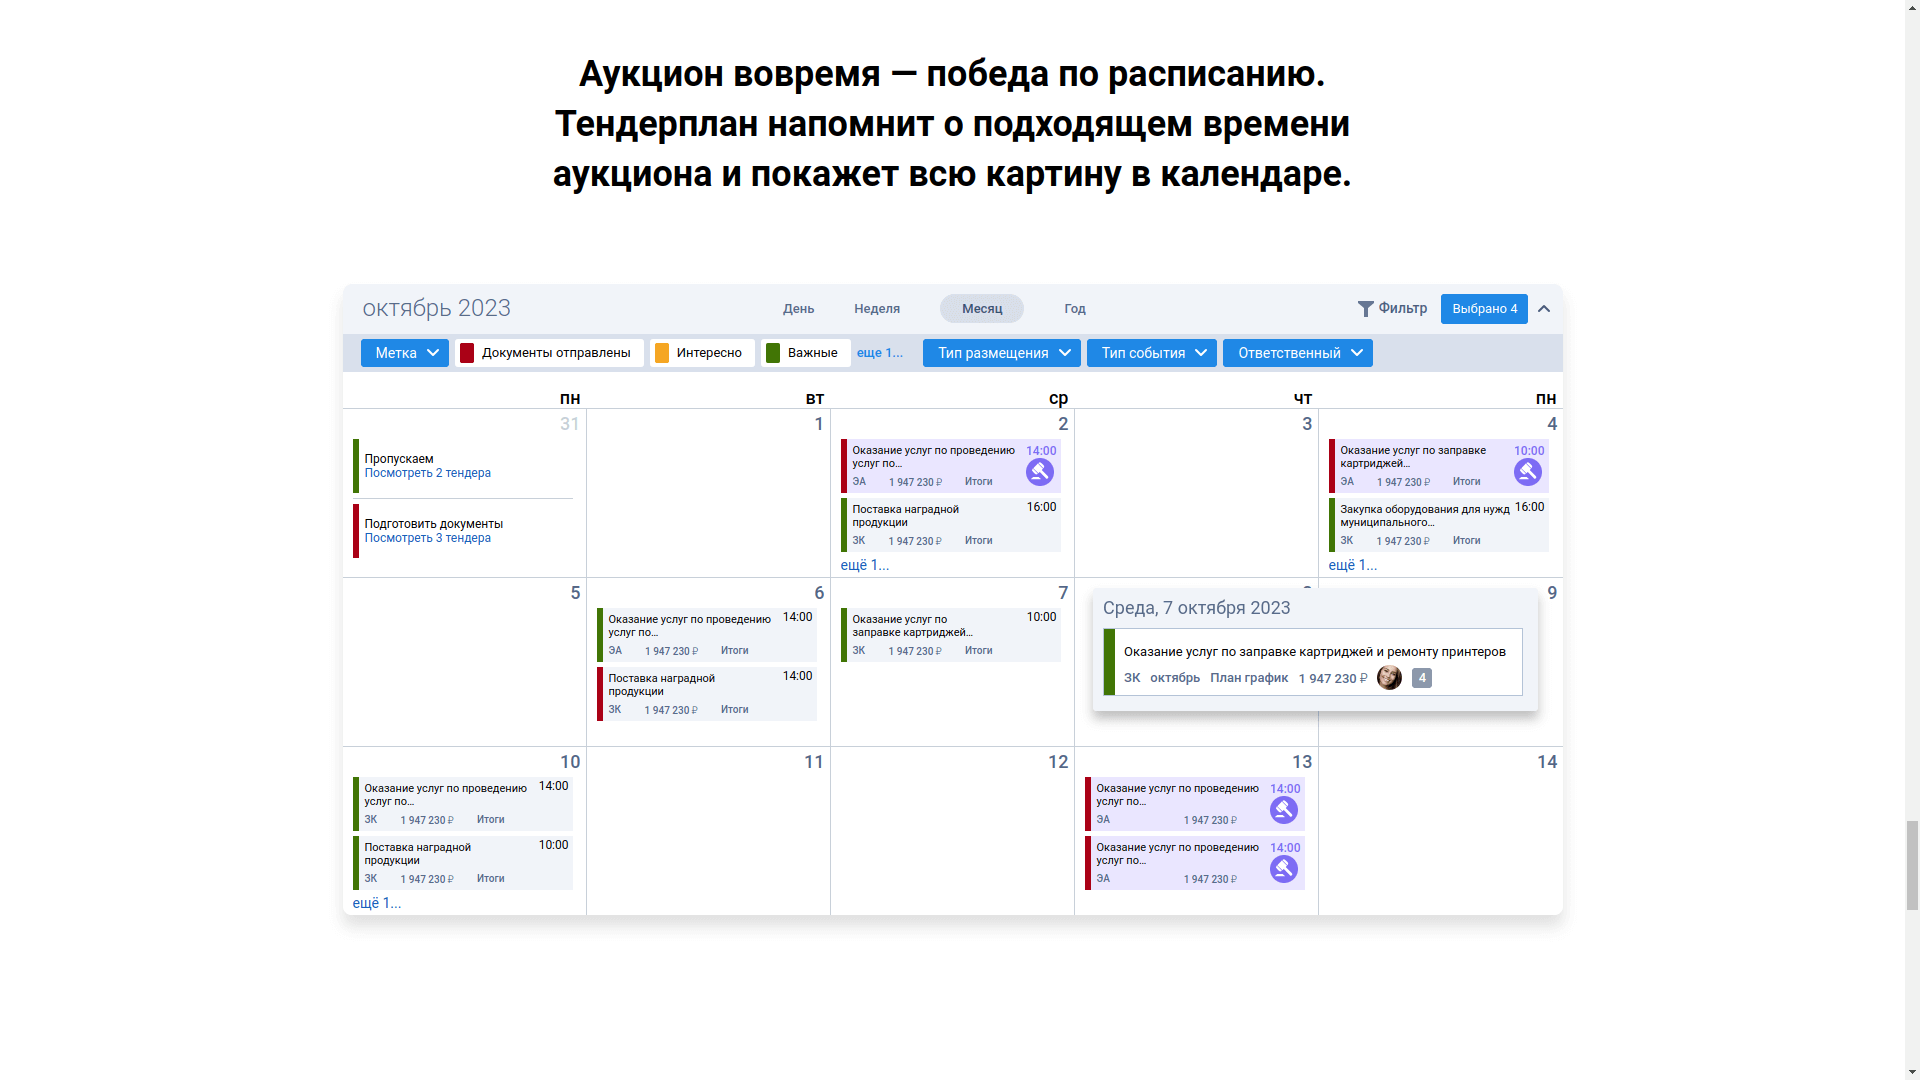 Аукцион вовремя — победа по расписанию.
Тендерплан напомнит о подходящем времени
аукциона и покажет всю картину в календаре.
октябрь 2023
День Неделя Месяц Год
Фильтр
Выбрано 4
Метка
Документы отправлены
Интересно
Важные
еще 1...
Тип размещения
Тип события
Ответственный
пн вт ср чт пн
31 1 2 3 4
Пропускаем
Посмотреть 2 тендера
Подготовить документы
Посмотреть 3 тендера
Оказание услуг по проведению 14:00
услуг по...
ЭА 1 947 230 ₽ Итоги
Поставка наградной 16:00
продукции
ЗК 1 947 230 ₽ Итоги
ещё 1...
Оказание услуг по заправке 10:00
картриджей...
ЭА 1 947 230 ₽ Итоги
Закупка оборудования для нужд 16:00
муниципального...
ЗК 1 947 230 ₽ Итоги
ещё 1...
5 6 7 9
Оказание услуг по проведению 14:00
услуг по...
ЭА 1 947 230 ₽ Итоги
Поставка наградной 14:00
продукции
ЗК 1 947 230 ₽ Итоги
Оказание услуг по 10:00
заправке картриджей...
ЗК 1 947 230 ₽ Итоги
Среда, 7 октября 2023
Оказание услуг по заправке картриджей и ремонту принтеров
ЗК октябрь План график 1 947 230 ₽ 4
10 11 12 13 14
Оказание услуг по проведению 14:00
услуг по...
ЗК 1 947 230 ₽ Итоги
Поставка наградной 10:00
продукции
ЗК 1 947 230 ₽ Итоги
ещё 1...
Оказание услуг по проведению 14:00
услуг по...
ЭА 1 947 230 ₽
Оказание услуг по проведению 14:00
услуг по...
ЭА 1 947 230 ₽